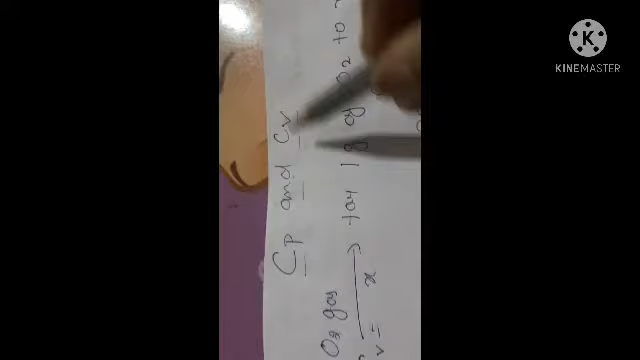 Cp and Cv
O2 gas
for 1 g of O2 to
v = x
KINEMASTER